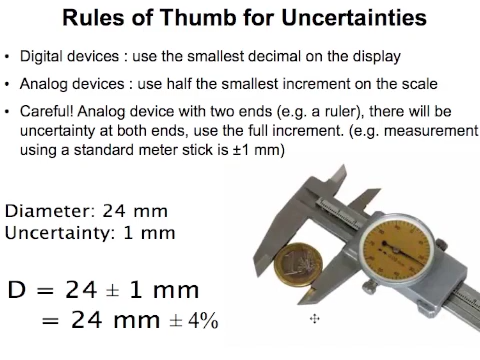 Rules of Thumb for Uncertainties
• Digital devices : use the smallest decimal on the display
• Analog devices : use half the smallest increment on the scale
• Careful! Analog device with two ends (e.g. a ruler), there will be
uncertainty at both ends, use the full increment. (e.g. measurement
using a standard meter stick is ±1 mm)
Diameter: 24 mm
Uncertainty: 1 mm
D = 24 ± 1 mm
= 24 mm ± 4%